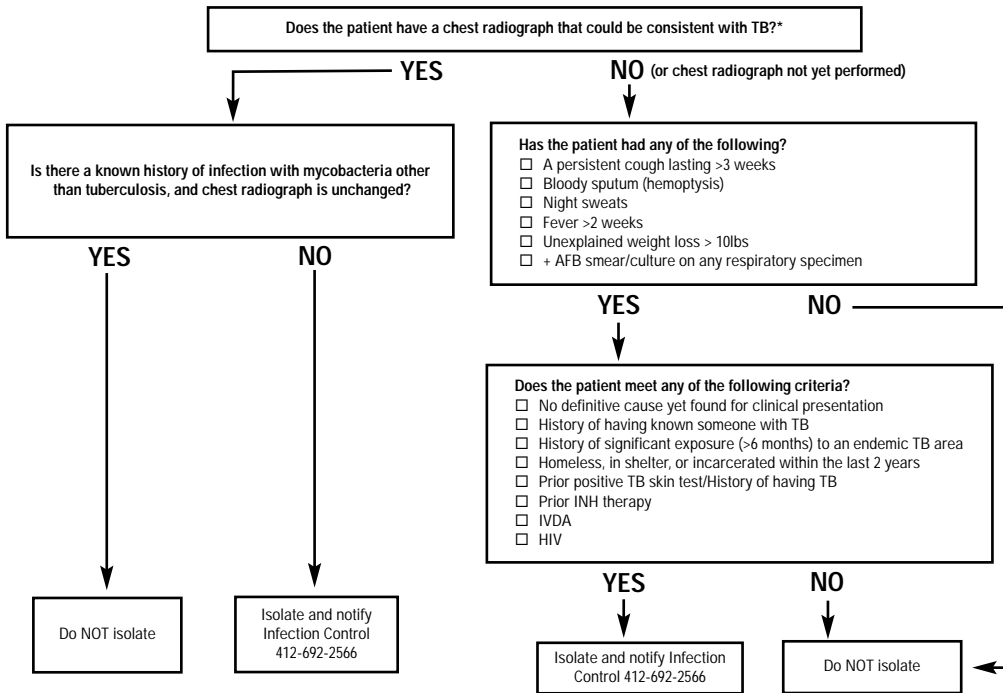 Does the patient have a chest radiograph that could be consistent with TB?*
YES
NO (or chest radiograph not yet performed)
Is there a known history of infection with mycobacteria other
than tuberculosis, and chest radiograph is unchanged?
Has the patient had any of the following?
☐ A persistent cough lasting >3 weeks
☐ Bloody sputum (hemoptysis)
☐ Night sweats
☐ Fever >2 weeks
☐ Unexplained weight loss > 10lbs
☐ + AFB smear/culture on any respiratory specimen
YES
NO
YES
NO
Does the patient meet any of the following criteria?
☐ No definitive cause yet found for clinical presentation
☐ History of having known someone with TB
☐ History of significant exposure (>6 months) to an endemic TB area
☐ Homeless, in shelter, or incarcerated within the last 2 years
☐ Prior positive TB skin test/History of having TB
☐ Prior INH therapy
☐ IVDA
☐ HIV
YES
NO
Do NOT isolate
Isolate and notify
Infection Control
412-692-2566
Isolate and notify Infection
Control 412-692-2566
Do NOT isolate